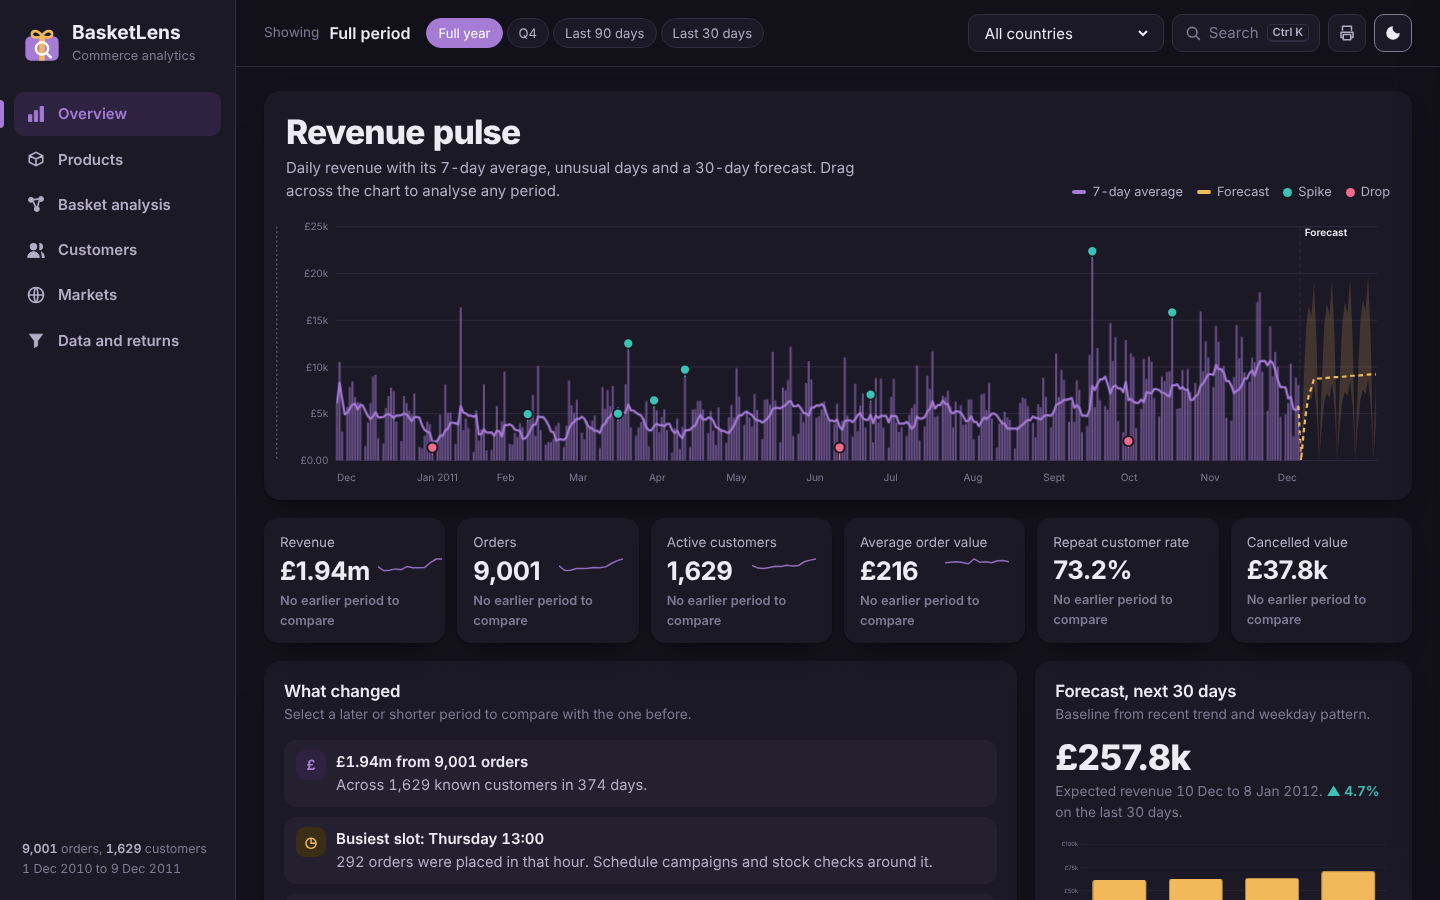 BasketLens
Commerce analytics
Overview
Products
Basket analysis
Customers
Markets
Data and returns
9,001 orders, 1,629 customers
1 Dec 2010 to 9 Dec 2011
Showing Full period Full year Q4 Last 90 days Last 30 days All countries Search Ctrl K
Revenue pulse
Daily revenue with its 7-day average, unusual days and a 30-day forecast. Drag
across the chart to analyse any period.
7-day average Forecast Spike Drop
£25k
Forecast
£20k
£15k
£10k
£5k
£0.00
Dec Jan 2011 Feb Mar Apr May Jun Jul Aug Sept Oct Nov Dec
Revenue
£1.94m
No earlier period to
compare
Orders
9,001
No earlier period to
compare
Active customers
1,629
No earlier period to
compare
Average order value
£216
No earlier period to
compare
Repeat customer rate
73.2%
No earlier period to
compare
Cancelled value
£37.8k
No earlier period to
compare
What changed
Select a later or shorter period to compare with the one before.
£
£1.94m from 9,001 orders
Across 1,629 known customers in 374 days.
Busiest slot: Thursday 13:00
292 orders were placed in that hour. Schedule campaigns and stock checks around it.
Forecast, next 30 days
Baseline from recent trend and weekday pattern.
£257.8k
Expected revenue 10 Dec to 8 Jan 2012. ▲ 4.7%
on the last 30 days.
£100k
£75k
£50k